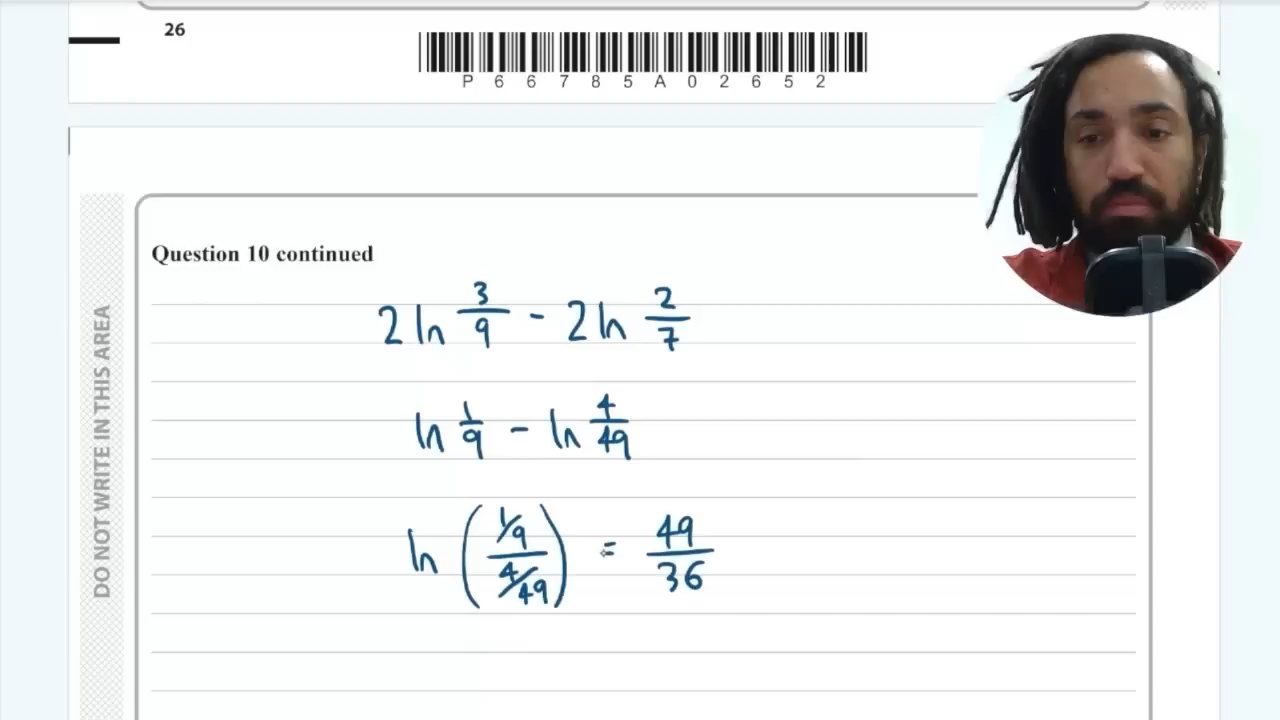 26
P 6 6 7 8 5 A 0 2 6 5 2
DO NOT WRITE IN THIS AREA
Question 10 continued
2 ln 3/9 - 2 ln 2/7
ln 1/9 - ln 4/49
ln ( (1/9) / (4/49) ) = 49/36